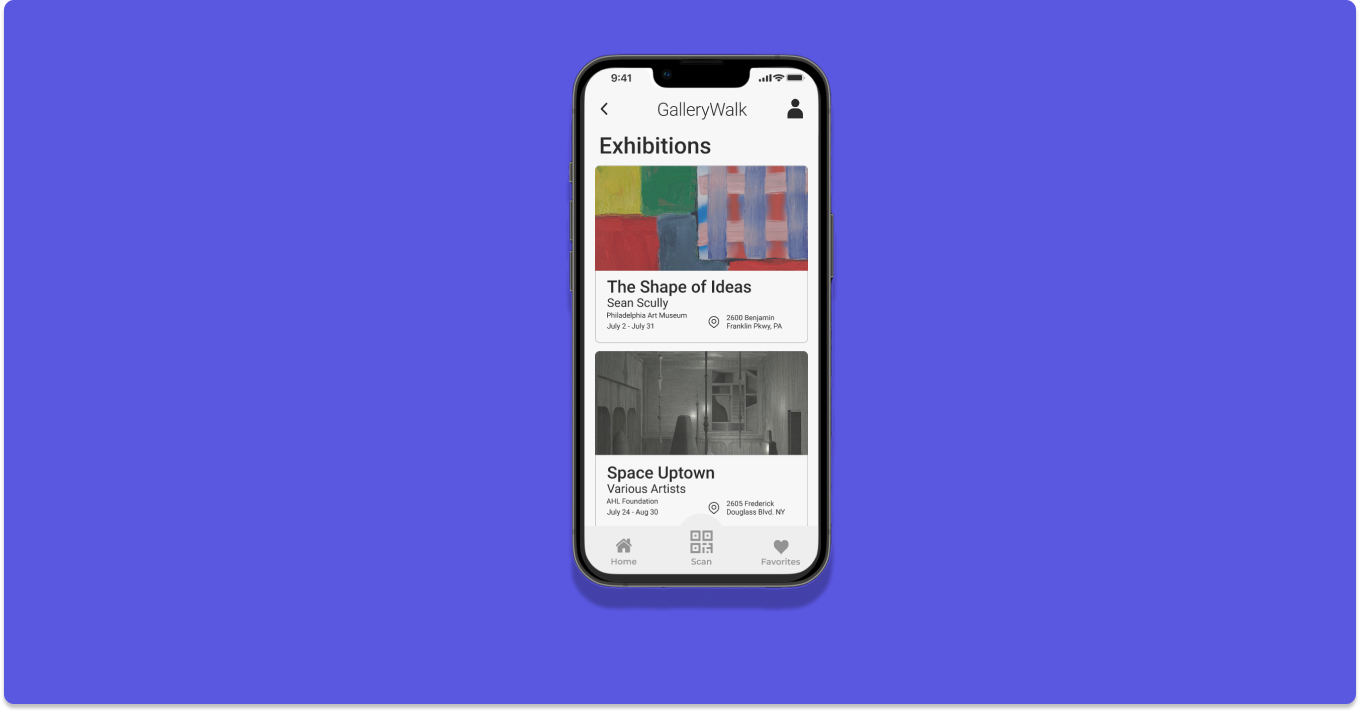 9:41
GalleryWalk
Exhibitions
The Shape of Ideas
Sean Scully
Philadelphia Art Museum
July 2 - July 31
2600 Benjamin
Franklin Pkwy, PA
Space Uptown
Various Artists
AHL Foundation
July 24 - Aug 30
2605 Frederick
Douglass Blvd. NY
Home
Scan
Favorites